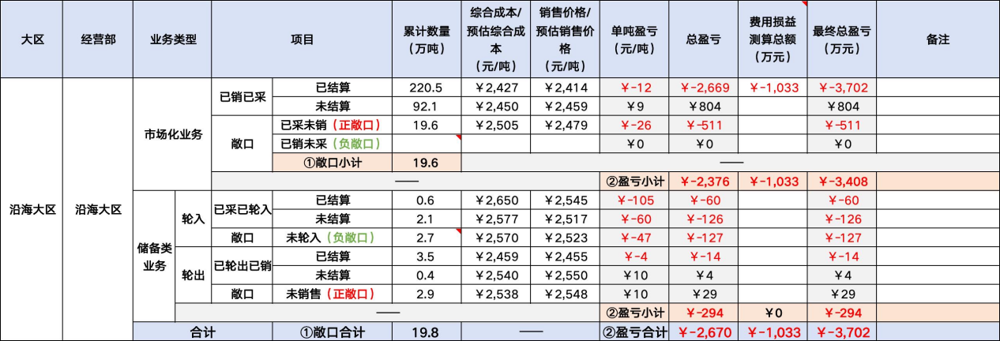 大区 经营部 业务类型 项目 累计数量（万吨） 综合成本/预估综合成本（元/吨） 销售价格/预估销售价格（元/吨） 单吨盈亏（元/吨） 总盈亏 费用损益测算总额（万元） 最终总盈亏（万元） 备注
沿海大区 沿海大区 市场化业务 已销已采 已结算 220.5 ￥2,427 ￥2,414 ￥-12 ￥-2,669 ￥-1,033 ￥-3,702
未结算 92.1 ￥2,450 ￥2,459 ￥9 ￥804 ￥804
敞口 已采未销（正敞口） 19.6 ￥2,505 ￥2,479 ￥-26 ￥-511 ￥-511
已销未采（负敞口） ￥0 ￥0 ￥0
①敞口小计 19.6 ——
—— ②盈亏小计 ￥-2,376 ￥-1,033 ￥-3,408
储备类业务 轮入 已采已轮入 已结算 0.6 ￥2,650 ￥2,545 ￥-105 ￥-60 ￥-60
未结算 2.1 ￥2,577 ￥2,517 ￥-60 ￥-126 ￥-126
敞口 未轮入（负敞口） 2.7 ￥2,570 ￥2,523 ￥-47 ￥-127 ￥-127
轮出 已轮出已销 已结算 3.5 ￥2,459 ￥2,455 ￥-4 ￥-14 ￥-14
未结算 0.4 ￥2,540 ￥2,550 ￥10 ￥4 ￥4
敞口 未销售（正敞口） 2.9 ￥2,538 ￥2,548 ￥10 ￥29 ￥29
—— ②盈亏小计 ￥-294 ￥0 ￥-294
合计 ①敞口合计 19.8 —— ②盈亏合计 ￥-2,670 ￥-1,033 ￥-3,702